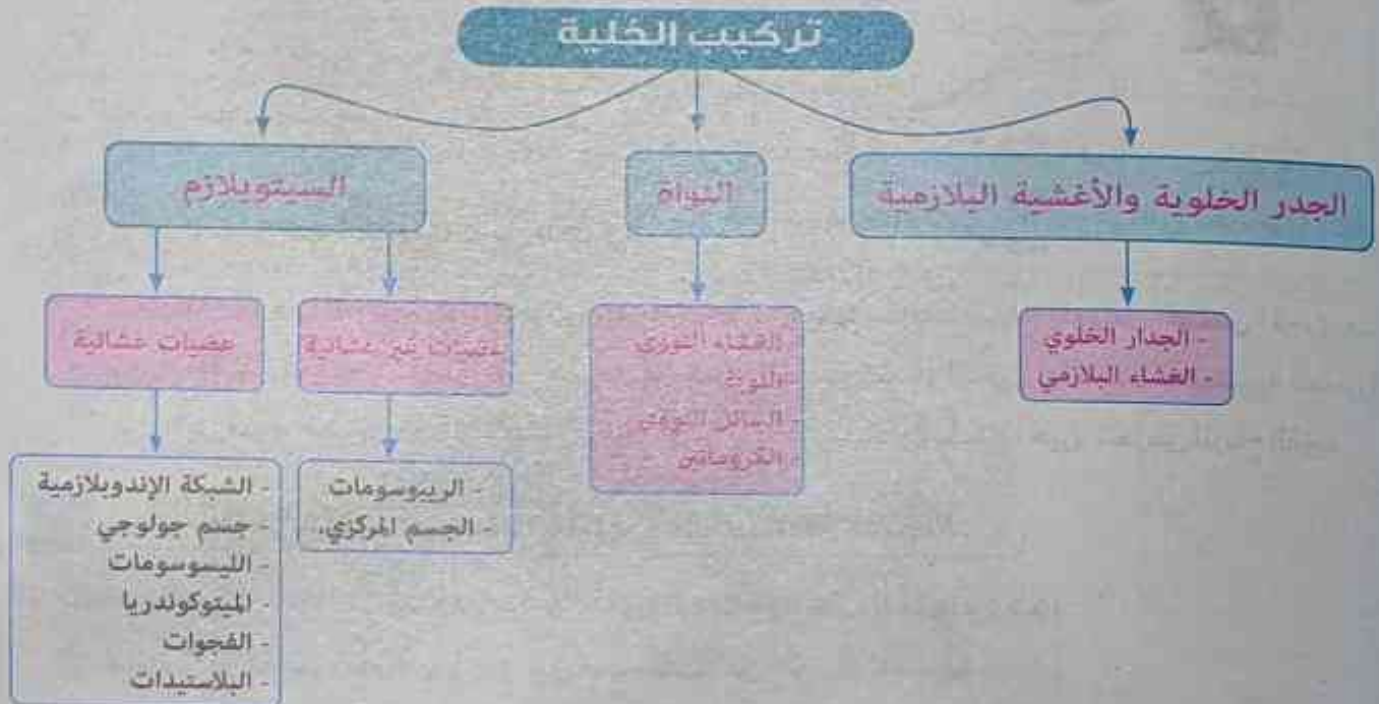 تركيب الخلية
الجدر الخلوية والأغشية البلازمية
النواة
السيتوبلازم
- الجدار الخلوي
- الغشاء البلازمي
- الغشاء النووي
- النوية
- السائل النووي
- الكروماتين
عضيات غير غشائية
عضيات غشائية
- الريبوسومات
- الجسم المركزي.
- الشبكة الإندوبلازمية
- جسم جولوجي
- الليسوسومات
- الميتوكوندريا
- الفجوات
- البلاستيدات